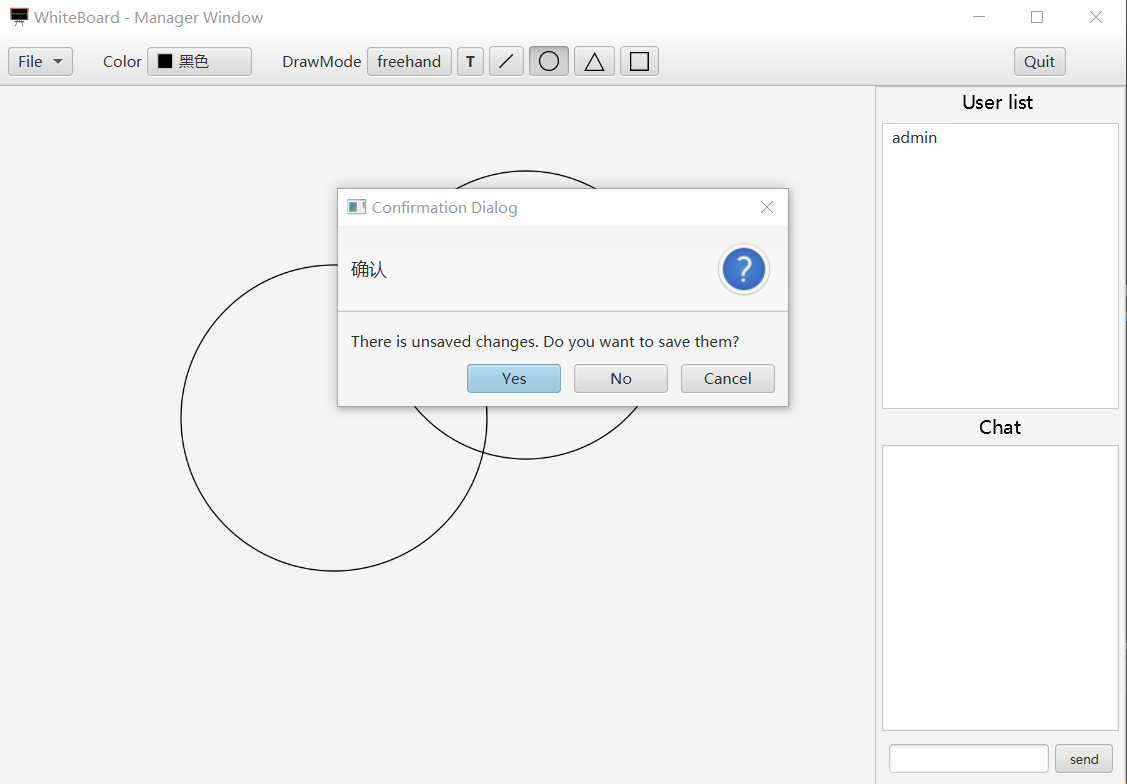 WhiteBoard - Manager Window
File Color 黑色 DrawMode freehand T Quit
User list
admin
Confirmation Dialog
确认
?
There is unsaved changes. Do you want to save them?
Yes No Cancel
Chat
send